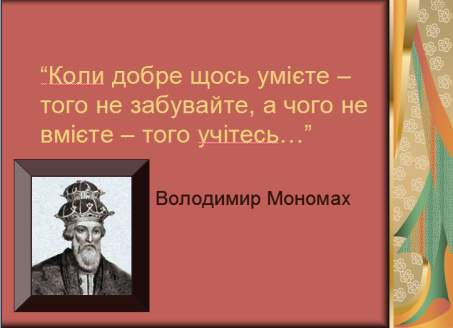 “Коли добре щось умієте –
того не забувайте, а чого не
вмієте – того учітесь…”
Володимир Мономах